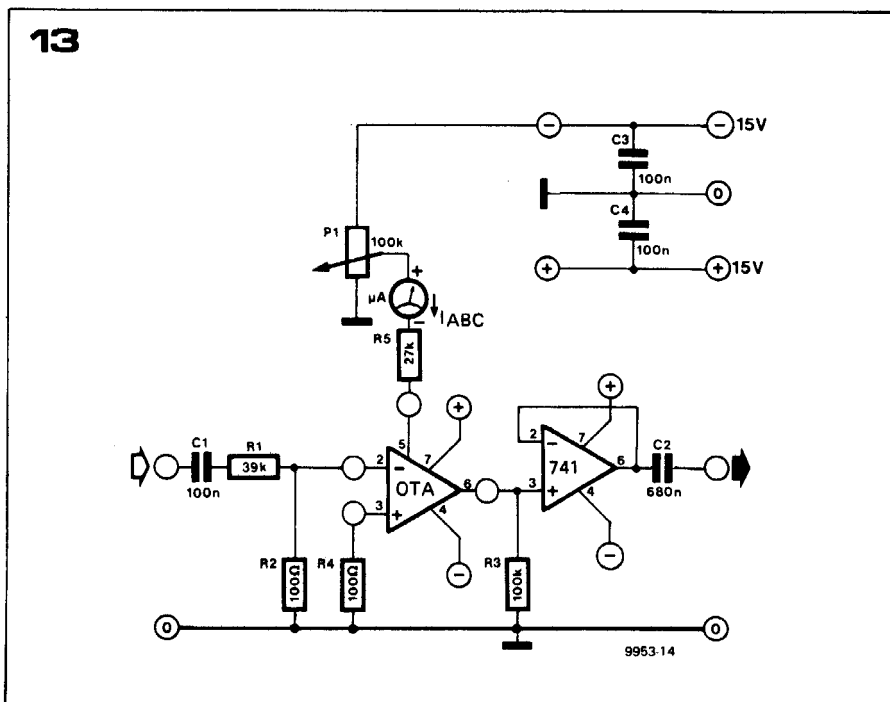 13
− − 15V
C3
100n
0
C4
100n
+ + 15V
P1
100k
+
µA
IABC
−
R5
27k
+
+
C1
100n
R1
39k
2 −
5
7
OTA
6
3 +
4
−
2 −
7
741
6
3 +
4
−
C2
680n
R2
100Ω
R4
100Ω
R3
100k
0
0
9953-14